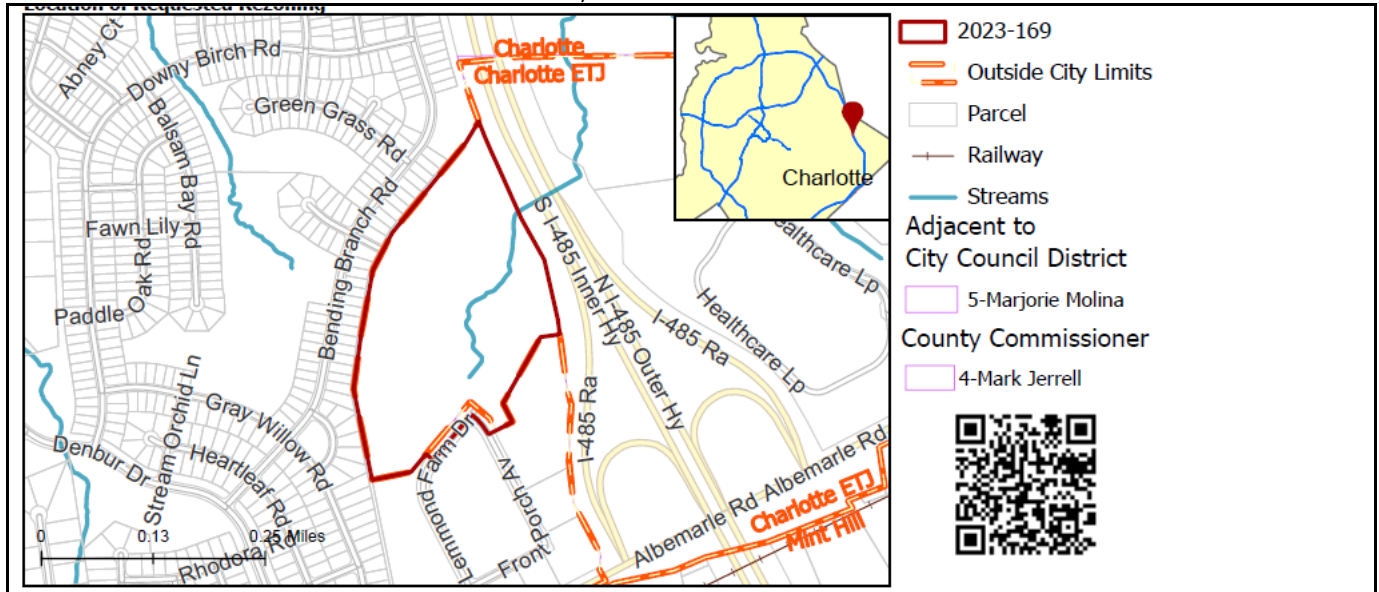 Location of Requested Rezoning
Charlotte
Charlotte ETJ
Abney Ct
Downy Birch Rd
Balsam Bay Rd
Green Grass Rd
Fawn Lily
Oak Rd
Paddle
Bending Branch Rd
Stream Orchid Ln
Gray Willow Rd
Denbur Dr
Heartleaf Rd
Rhodora Rd
Lemmond Farm Dr
Front Porch Av
S I-485 Inner Hy
N I-485 Outer Hy
I-485 Ra
I-485 Ra
Healthcare Lp
Healthcare Lp
Albemarle Rd
Albemarle Rd
Charlotte ETJ
Mint Hill
0
0.13
0.25 Miles
Charlotte
2023-169
Outside City Limits
Parcel
Railway
Streams
Adjacent to
City Council District
5-Marjorie Molina
County Commissioner
4-Mark Jerrell